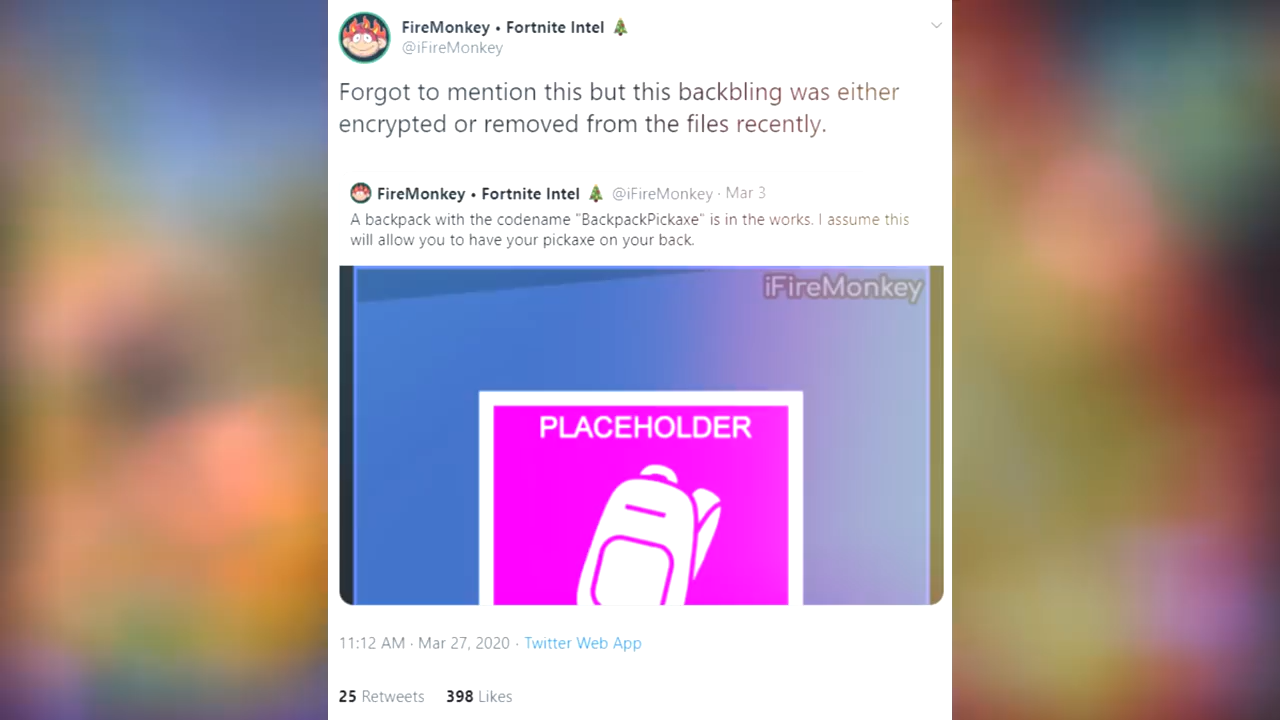 FireMonkey • Fortnite Intel 🎄
@iFireMonkey
Forgot to mention this but this backbling was either
encrypted or removed from the files recently.
FireMonkey • Fortnite Intel 🎄 @iFireMonkey · Mar 3
A backpack with the codename "BackpackPickaxe" is in the works. I assume this
will allow you to have your pickaxe on your back.
iFireMonkey
PLACEHOLDER
11:12 AM · Mar 27, 2020 · Twitter Web App
25 Retweets 398 Likes